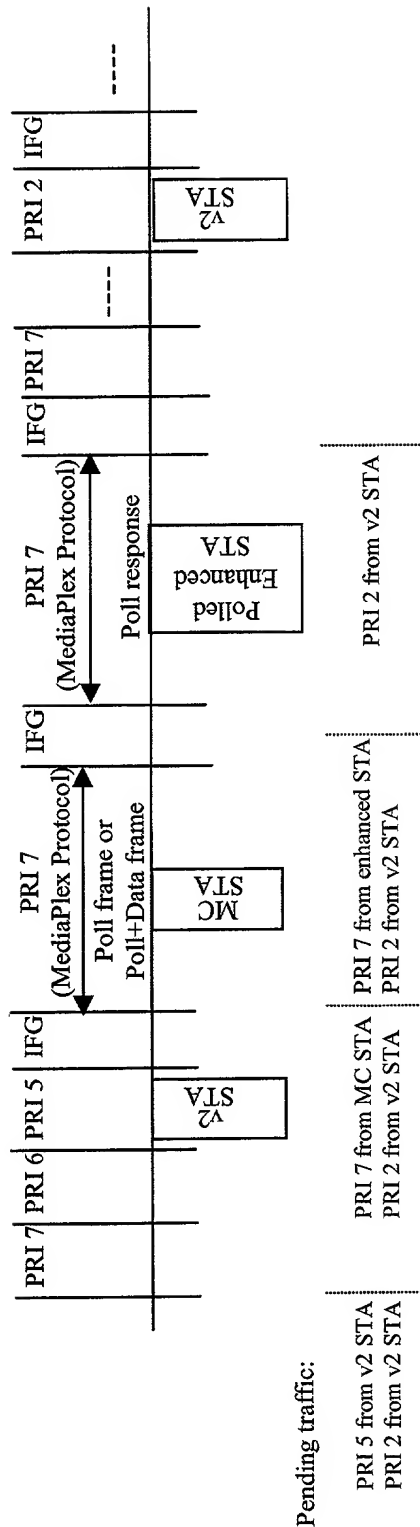 PRI 7
PRI 6
PRI 5
IFG
PRI 7
(MediaPlex Protocol)
IFG
PRI 7
(MediaPlex Protocol)
IFG
PRI 7
----
PRI 2
IFG
----
Poll frame or
Poll+Data frame
Poll response
v2
STA
MC
STA
Polled
Enhanced
STA
v2
STA
Pending traffic:
PRI 5 from v2 STA
PRI 2 from v2 STA
PRI 7 from MC STA
PRI 2 from v2 STA
PRI 7 from enhanced STA
PRI 2 from v2 STA
PRI 2 from v2 STA